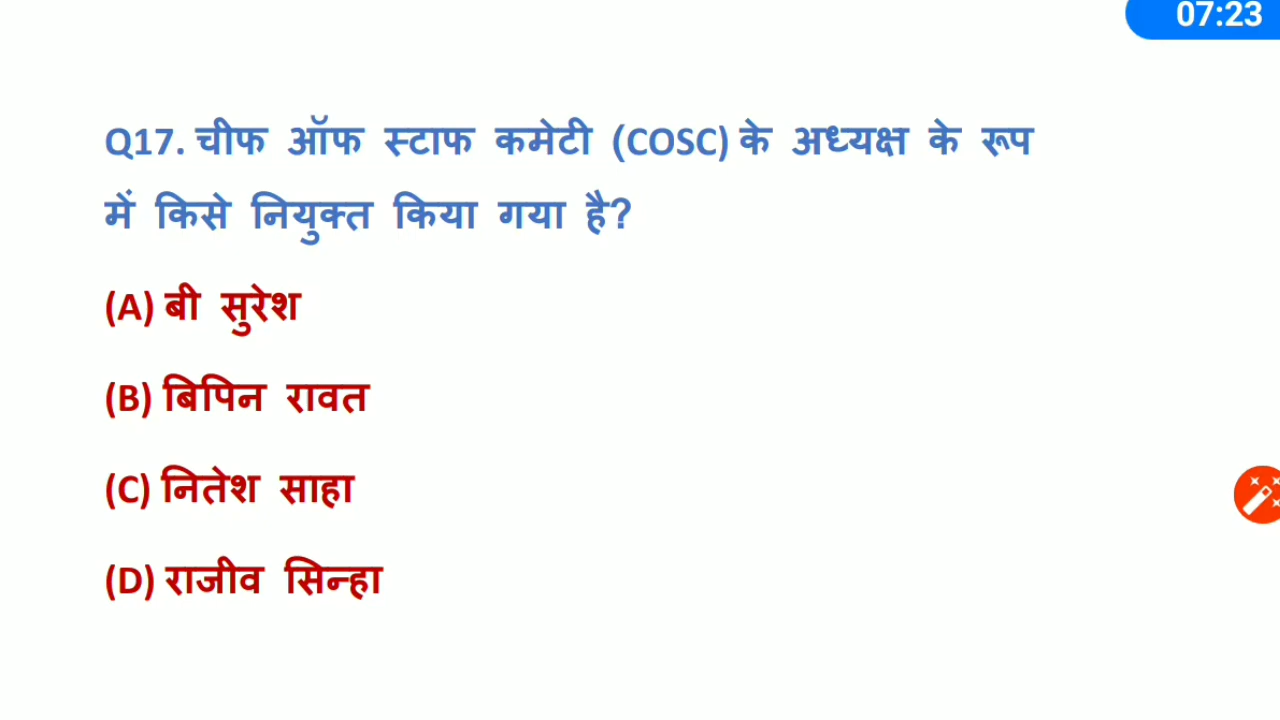 07:23
Q17. चीफ ऑफ स्टाफ कमेटी (COSC) के अध्यक्ष के रूप
में किसे नियुक्त किया गया है?
(A) बी सुरेश
(B) बिपिन रावत
(C) नितेश साहा
(D) राजीव सिन्हा